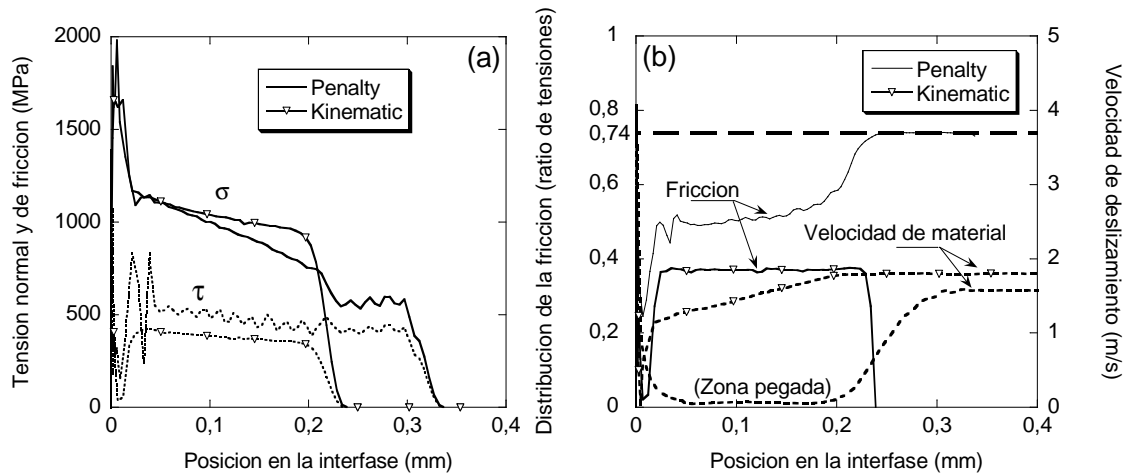 Tension normal y de friccion (MPa)
2000
1500
1000
500
0
(a)
Penalty
Kinematic
σ
τ
0 0,1 0,2 0,3 0,4
Posicion en la interfase (mm)
Distribucion de la friccion (ratio de tensiones)
1
0,8
0,74
0,6
0,4
0,2
0
(b)
Penalty
Kinematic
Friccion
Velocidad de material
(Zona pegada)
0 0,1 0,2 0,3 0,4
Posicion en la interfase (mm)
5
4
3
2
1
0
Velocidad de deslizamiento (m/s)